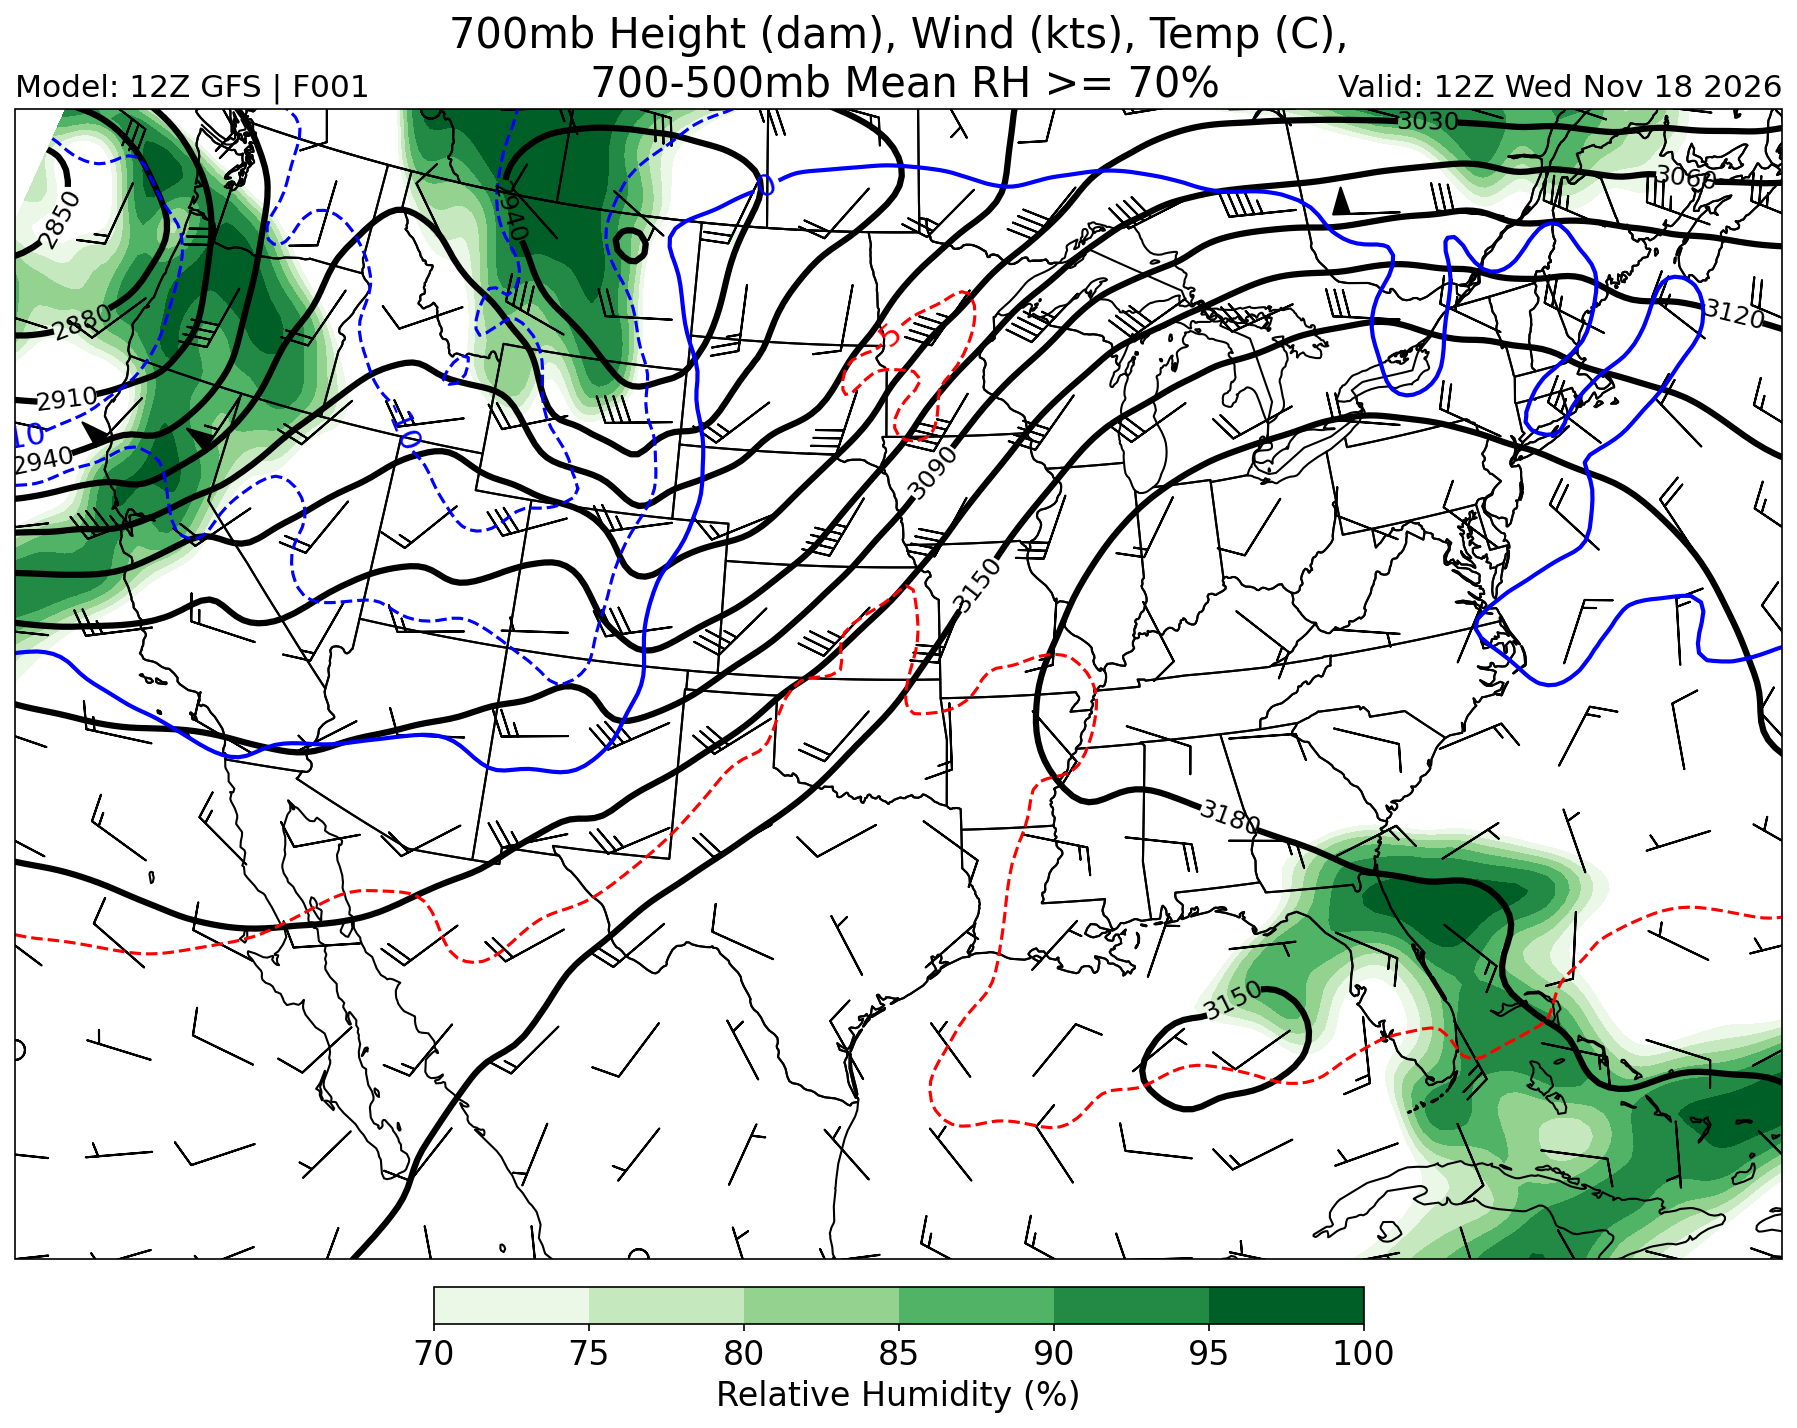 700mb Height (dam), Wind (kts), Temp (C),
700-500mb Mean RH >= 70%
Model: 12Z GFS | F001
Valid: 12Z Wed Nov 18 2026
3030
3060
2850
2940
0
2880
3120
5
2910
10
2940
3090
3150
3180
3150
70 75 80 85 90 95 100
Relative Humidity (%)